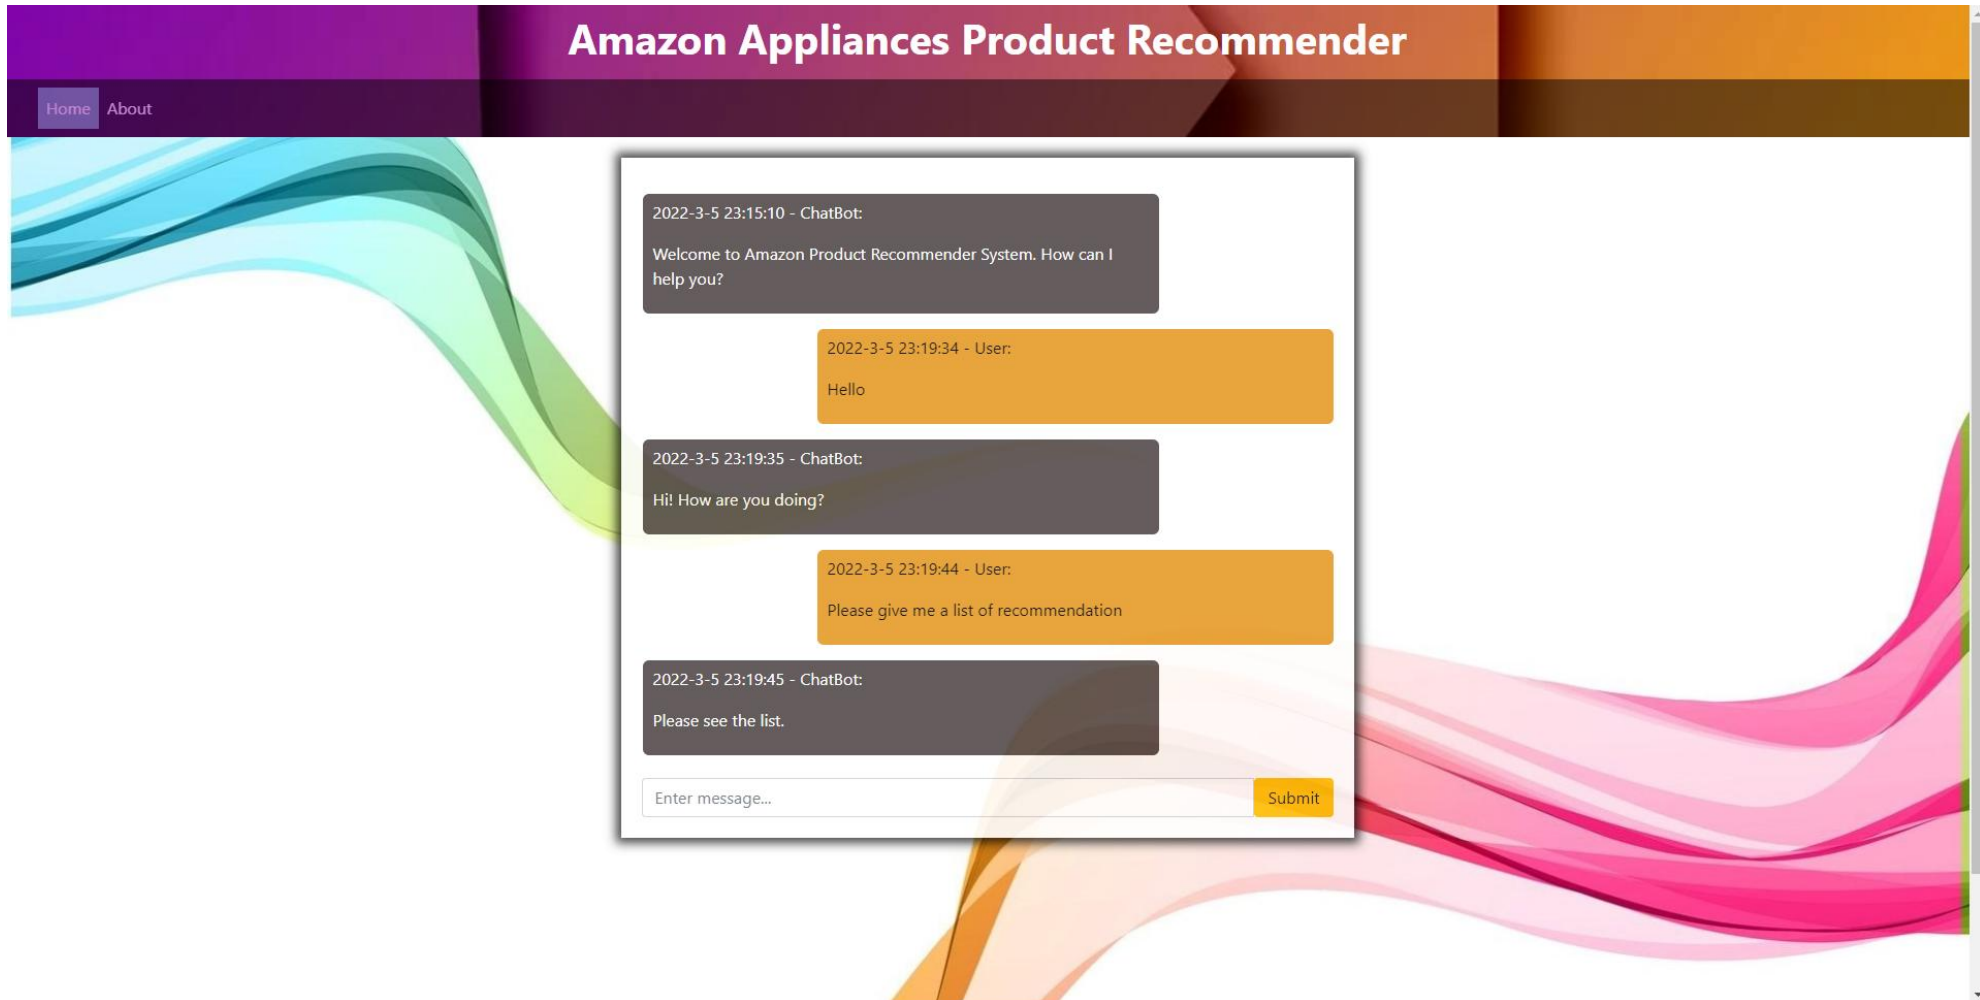 Amazon Appliances Product Recommender
Home About
2022-3-5 23:15:10 - ChatBot:
Welcome to Amazon Product Recommender System. How can I
help you?
2022-3-5 23:19:34 - User:
Hello
2022-3-5 23:19:35 - ChatBot:
Hi! How are you doing?
2022-3-5 23:19:44 - User:
Please give me a list of recommendation
2022-3-5 23:19:45 - ChatBot:
Please see the list.
Enter message... Submit